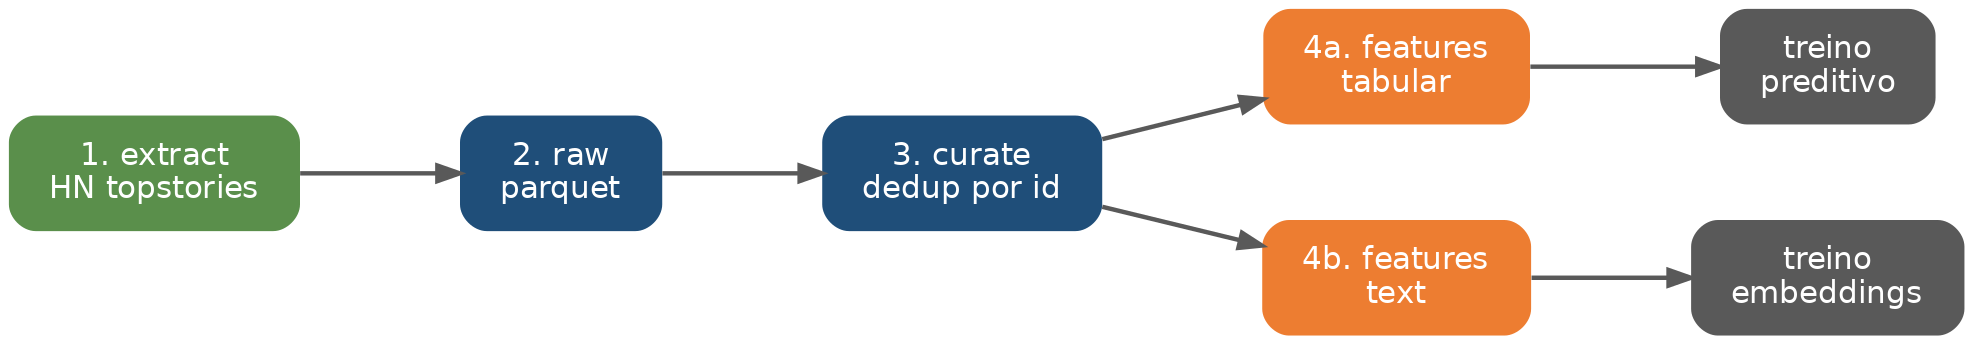 1. extract
HN topstories
2. raw
parquet
3. curate
dedup por id
4a. features
tabular
treino
preditivo
4b. features
text
treino
embeddings